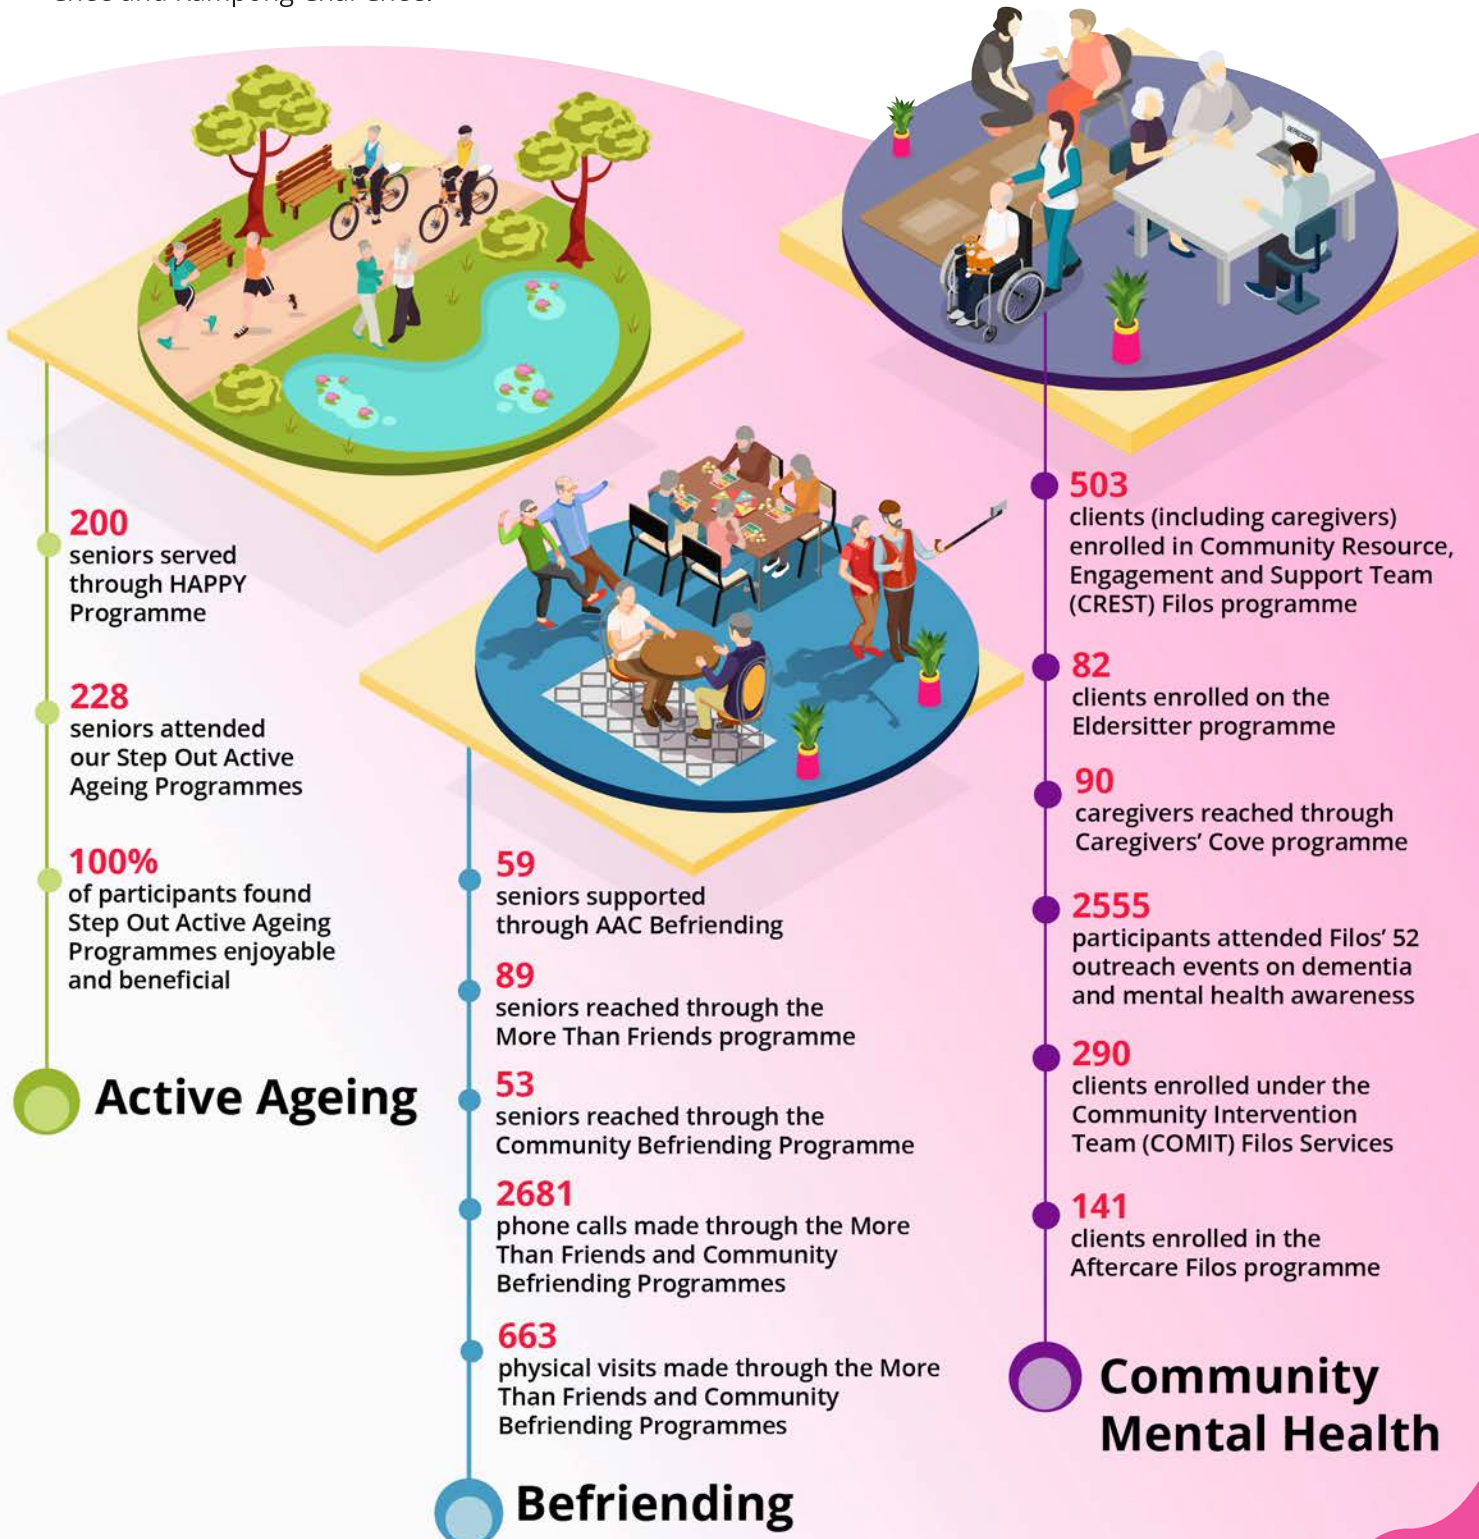 DEPRESSION
200
seniors served
through HAPPY
Programme
228
seniors attended
our Step Out Active
Ageing Programmes
100%
of participants found
Step Out Active Ageing
Programmes enjoyable
and beneficial
Active Ageing
59
seniors supported
through AAC Befriending
89
seniors reached through the
More Than Friends programme
53
seniors reached through the
Community Befriending Programme
2681
phone calls made through the More
Than Friends and Community
Befriending Programmes
663
physical visits made through the More
Than Friends and Community
Befriending Programmes
Befriending
503
clients (including caregivers)
enrolled in Community Resource,
Engagement and Support Team
(CREST) Filos programme
82
clients enrolled on the
Eldersitter programme
90
caregivers reached through
Caregivers’ Cove programme
2555
participants attended Filos’ 52
outreach events on dementia
and mental health awareness
290
clients enrolled under the
Community Intervention
Team (COMIT) Filos Services
141
clients enrolled in the
Aftercare Filos programme
Community
Mental Health